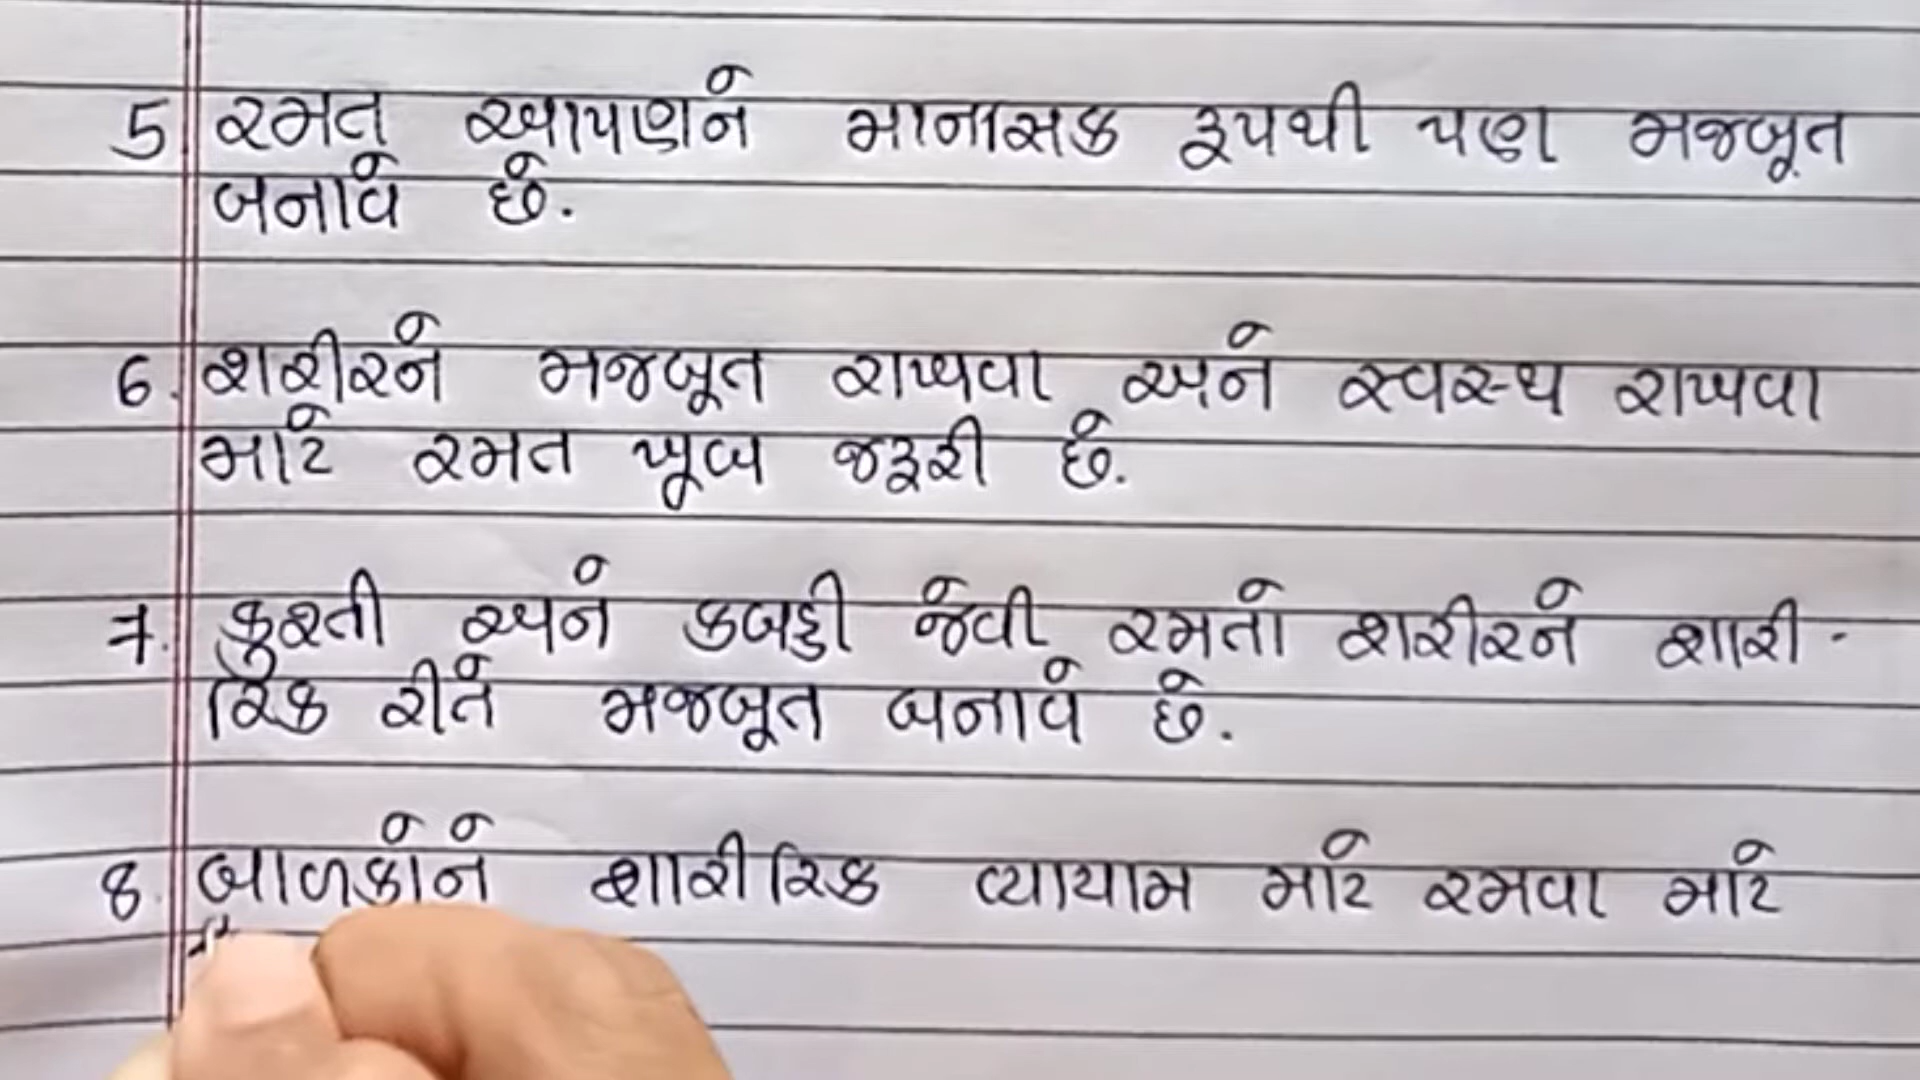 5 રમત આપણને માનસિક રૂપથી પણ મજબૂત
બનાવે છે.
6. શરીરને મજબૂત રાખવા અને સ્વસ્થ રાખવા
માટે રમત ખૂબ જરૂરી છે.
7. કુશ્તી અને કબડ્ડી જેવી રમતો શરીરને શારી -
રિક રીતે મજબૂત બનાવે છે.
8. બાળકોને શારીરિક વ્યાયામ માટે રમવા માટે